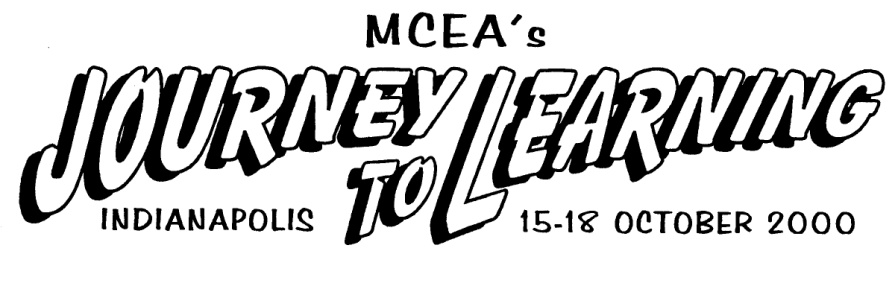 MCEA's
JOURNEY
TO LEARNING
INDIANAPOLIS
15-18 OCTOBER 2000